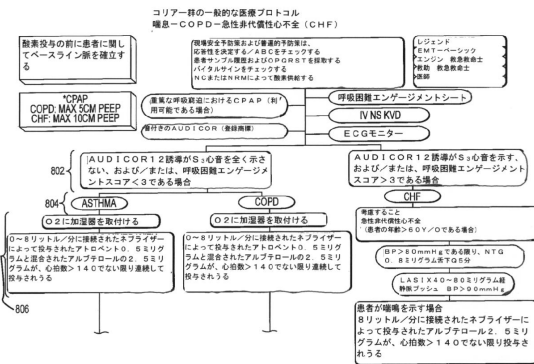 コリアー林の一般的な医療プロトコル
喘息－COPD－急性非代償性心不全（CHF）
酸素投与の前に患者に関し
てベースライン脈を確立す
る
*CPAP
COPD: MAX 5CM PEEP
CHF: MAX 10CM PEEP
現場安全予防策および普遍的予防策は、
応答性を決定する／ABCをチェックする
患者サンプル履歴およびOPQRSTを採取する
バイタルサインをチェックする
NCまたはNRMによって酸素供給する
レジェンド
EMTーベーシック
エンジン 救急救命士
救助 救急救命士
医師
重篤な呼吸窮迫におけるCPAP（利
用可能である場合）
呼吸困難エンゲージメントシート
IV NS KVO
管付きのAUDICOR（登録商標）
ECGモニター
802
AUDICOR12誘導がS₃心音を全く示さ
ない、および／または、呼吸困難エンゲージメ
ントスコア＜3である場合
AUDICOR12誘導がS₃心音を示す、
および／または、呼吸困難エンゲージメン
トスコア＞3である場合
804
ASTHMA
COPD
CHF
O2に加湿器を取付ける
O2に加湿器を取付ける
考慮すること
急性非代償性心不全
（患者の年齢＞60Y／Oである場合）
806
0～8リットル／分に接続されたネブライザー
によって投与されたアトロベント0．5ミリグ
ラムと混合されたアルブテロールの2．5ミリ
グラムが、心拍数＞140でない限り連続して
投与されうる
0～8リットル／分に接続されたネブライザー
によって投与されたアトロベント0．5ミリグ
ラムと混合されたアルブテロールの2．5ミリ
グラムが、心拍数＞140でない限り連続して
投与されうる
BP＞80mmHgである限り、NTG
0．8ミリグラム舌下Q5分
LASIX40～80ミリグラム経
静脈プッシュ BP＞90mmHg
患者が喘鳴を示す場合
8リットル／分に接続されたネブライザーに
よって投与されたアルブテロール2．5ミリ
グラムが、心拍数＞140でない限り投与さ
れうる